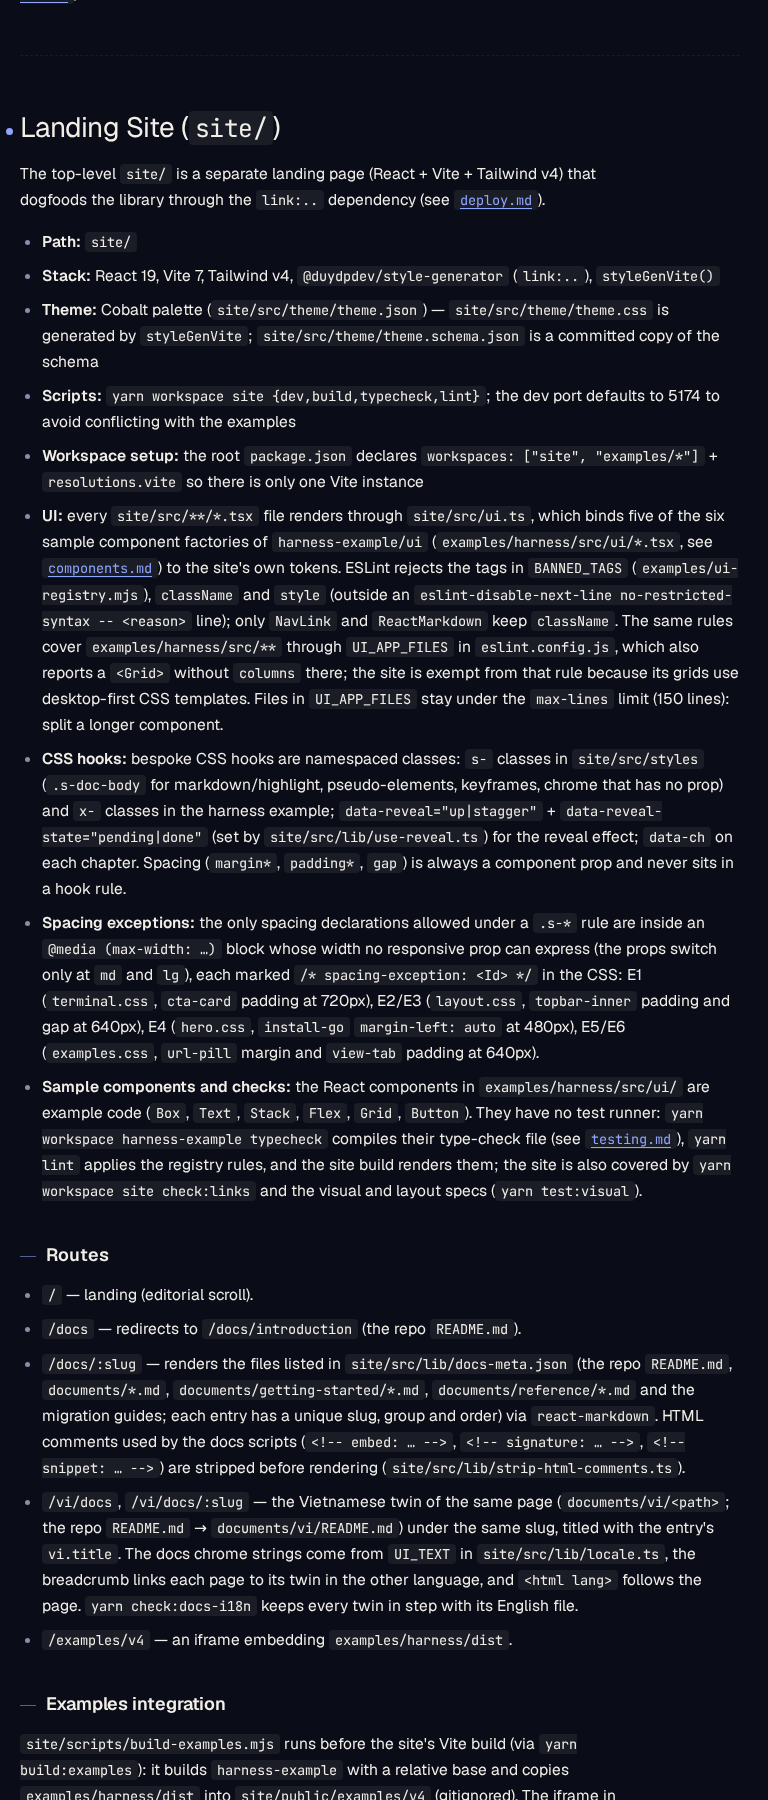 Landing Site (site/)
The top-level site/ is a separate landing page (React + Vite + Tailwind v4) that
dogfoods the library through the link:.. dependency (see deploy.md).
Path: site/
Stack: React 19, Vite 7, Tailwind v4, @duydpdev/style-generator (link:..), styleGenVite()
Theme: Cobalt palette (site/src/theme/theme.json) — site/src/theme/theme.css is
generated by styleGenVite; site/src/theme/theme.schema.json is a committed copy of the
schema
Scripts: yarn workspace site {dev,build,typecheck,lint}; the dev port defaults to 5174 to
avoid conflicting with the examples
Workspace setup: the root package.json declares workspaces: ["site", "examples/*"] +
resolutions.vite so there is only one Vite instance
UI: every site/src/**/*.tsx file renders through site/src/ui.ts, which binds five of the six
sample component factories of harness-example/ui (examples/harness/src/ui/*.tsx, see
components.md) to the site's own tokens. ESLint rejects the tags in BANNED_TAGS (examples/ui-
registry.mjs), className and style (outside an eslint-disable-next-line no-restricted-
syntax -- <reason> line); only NavLink and ReactMarkdown keep className. The same rules
cover examples/harness/src/** through UI_APP_FILES in eslint.config.js, which also
reports a <Grid> without columns there; the site is exempt from that rule because its grids use
desktop-first CSS templates. Files in UI_APP_FILES stay under the max-lines limit (150 lines):
split a longer component.
CSS hooks: bespoke CSS hooks are namespaced classes: s- classes in site/src/styles
(.s-doc-body for markdown/highlight, pseudo-elements, keyframes, chrome that has no prop)
and x- classes in the harness example; data-reveal="up|stagger" + data-reveal-
state="pending|done" (set by site/src/lib/use-reveal.ts) for the reveal effect; data-ch on
each chapter. Spacing (margin*, padding*, gap) is always a component prop and never sits in
a hook rule.
Spacing exceptions: the only spacing declarations allowed under a .s-* rule are inside an
@media (max-width: …) block whose width no responsive prop can express (the props switch
only at md and lg), each marked /* spacing-exception: <Id> */ in the CSS: E1
(terminal.css, cta-card padding at 720px), E2/E3 (layout.css, topbar-inner padding and
gap at 640px), E4 (hero.css, install-go margin-left: auto at 480px), E5/E6
(examples.css, url-pill margin and view-tab padding at 640px).
Sample components and checks: the React components in examples/harness/src/ui/ are
example code (Box, Text, Stack, Flex, Grid, Button). They have no test runner: yarn
workspace harness-example typecheck compiles their type-check file (see testing.md), yarn
lint applies the registry rules, and the site build renders them; the site is also covered by yarn
workspace site check:links and the visual and layout specs (yarn test:visual).
— Routes
/ — landing (editorial scroll).
/docs — redirects to /docs/introduction (the repo README.md).
/docs/:slug — renders the files listed in site/src/lib/docs-meta.json (the repo README.md,
documents/*.md, documents/getting-started/*.md, documents/reference/*.md and the
migration guides; each entry has a unique slug, group and order) via react-markdown. HTML
comments used by the docs scripts (<!-- embed: … -->, <!-- signature: … -->, <!--
snippet: … -->) are stripped before rendering (site/src/lib/strip-html-comments.ts).
/vi/docs, /vi/docs/:slug — the Vietnamese twin of the same page (documents/vi/<path>;
the repo README.md → documents/vi/README.md) under the same slug, titled with the entry's
vi.title. The docs chrome strings come from UI_TEXT in site/src/lib/locale.ts, the
breadcrumb links each page to its twin in the other language, and <html lang> follows the
page. yarn check:docs-i18n keeps every twin in step with its English file.
/examples/v4 — an iframe embedding examples/harness/dist.
— Examples integration
site/scripts/build-examples.mjs runs before the site's Vite build (via yarn
build:examples): it builds harness-example with a relative base and copies
examples/harness/dist into site/public/examples/v4 (gitignored). The iframe in